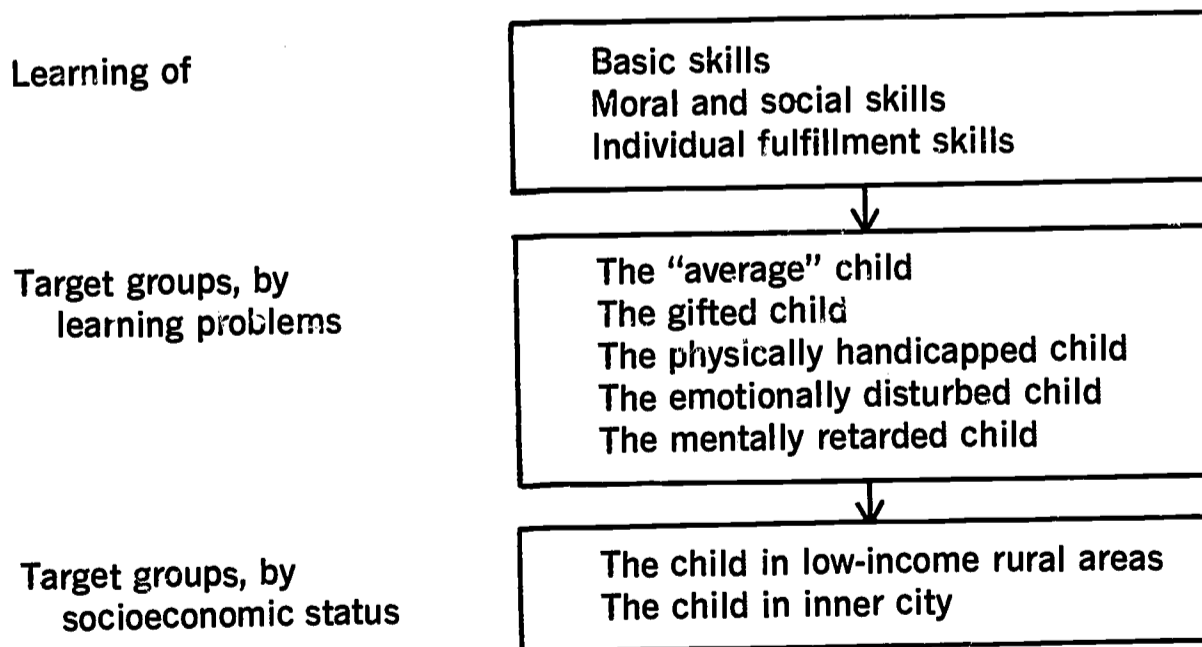 Learning of
Basic skills
Moral and social skills
Individual fulfillment skills
Target groups, by
learning problems
The “average” child
The gifted child
The physically handicapped child
The emotionally disturbed child
The mentally retarded child
Target groups, by
socioeconomic status
The child in low-income rural areas
The child in inner city